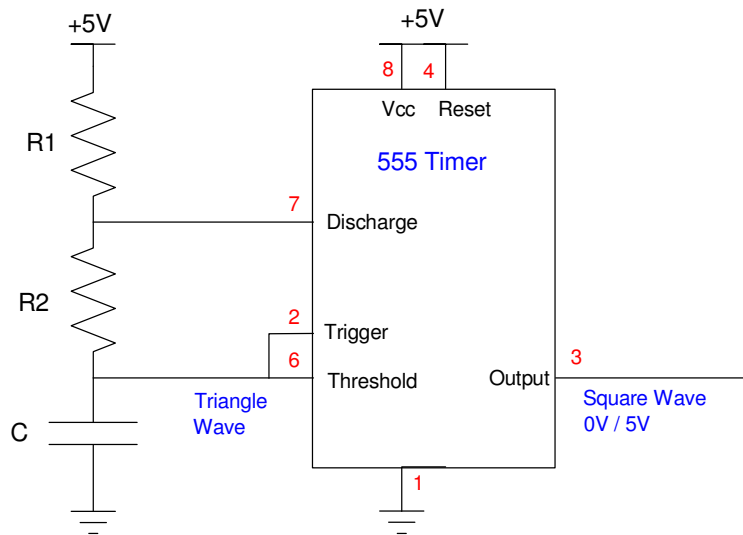 +5V
+5V
8
4
Vcc
Reset
R1
555 Timer
7
Discharge
R2
2
Trigger
6
Threshold
Output
3
Triangle
Wave
Square Wave
0V / 5V
C
1